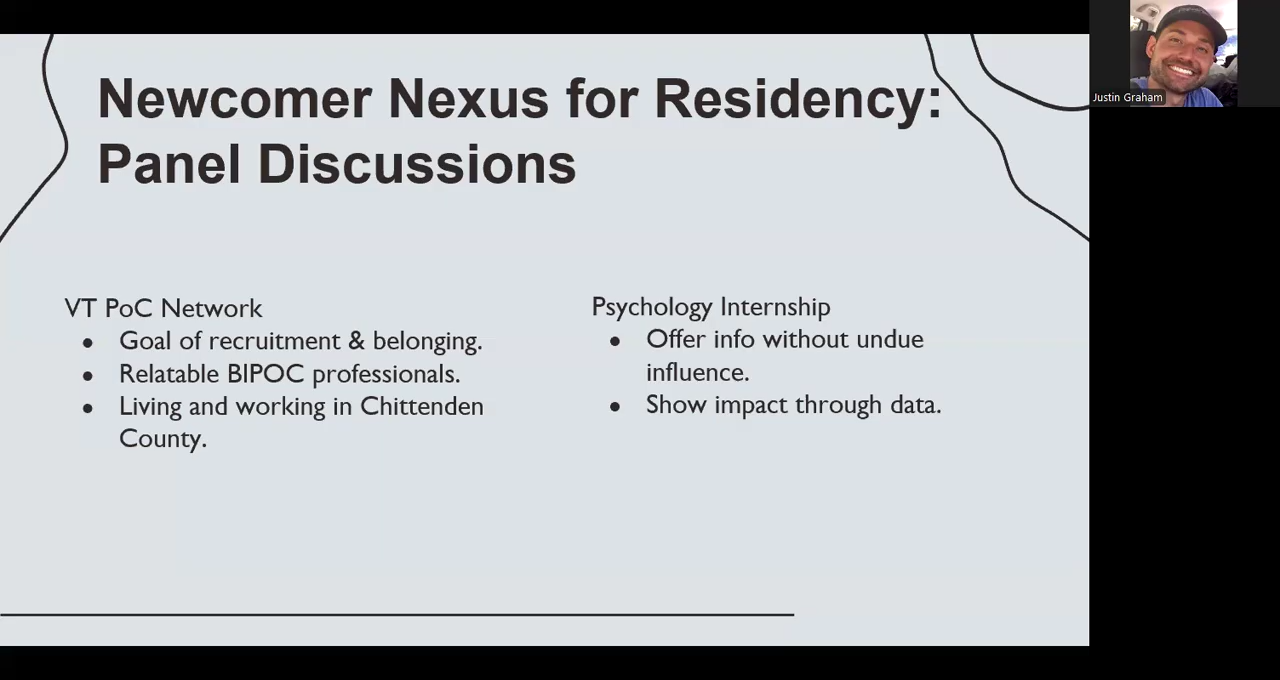 Newcomer Nexus for Residency:
Panel Discussions
VT PoC Network
● Goal of recruitment & belonging.
● Relatable BIPOC professionals.
● Living and working in Chittenden
County.
Psychology Internship
● Offer info without undue
influence.
● Show impact through data.
Justin Graham